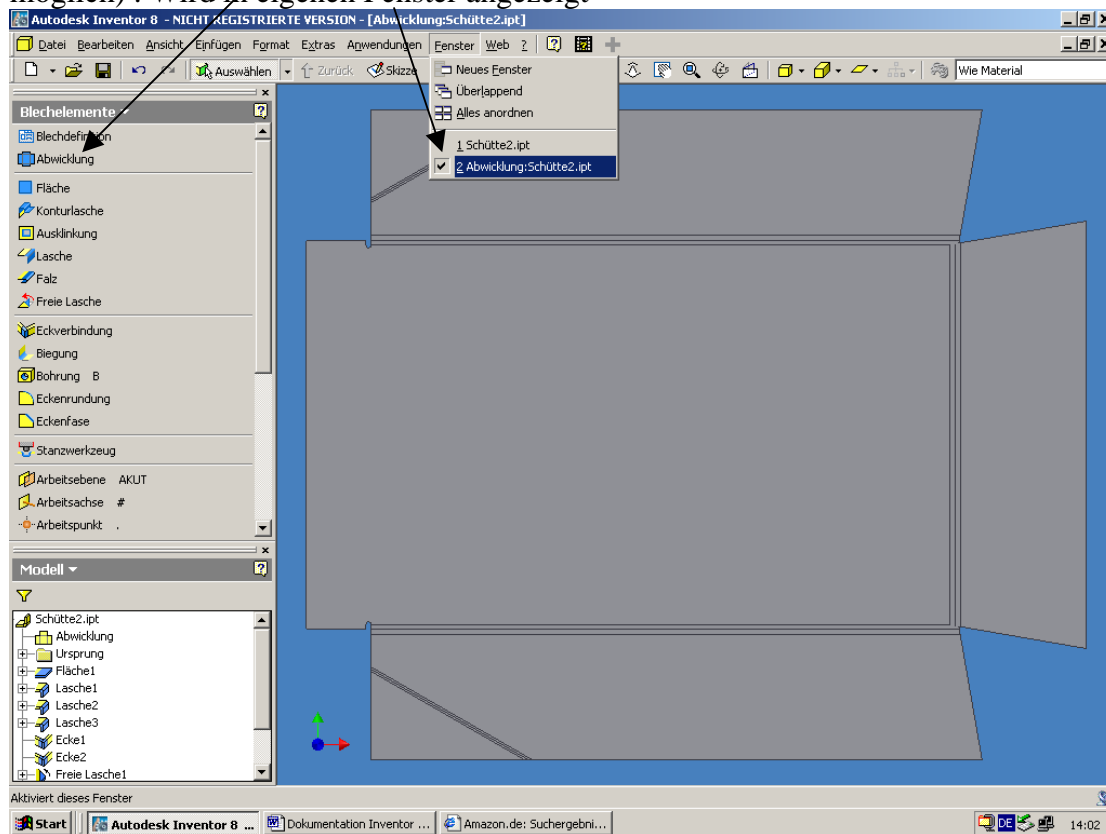 möglich) . Wird in eigenen Fenster angezeigt
Autodesk Inventor 8 - NICHT REGISTRIERTE VERSION - [Abwicklung:Schütte2.ipt]
Datei Bearbeiten Ansicht Einfügen Format Extras Anwendungen Fenster Web ?
Auswählen Zurück Skizze Wie Material
Neues Fenster
Überlappend
Alles anordnen
1 Schütte2.ipt
2 Abwicklung:Schütte2.ipt
Blechelemente
Blechdefinition
Abwicklung
Fläche
Konturlasche
Ausklinkung
Lasche
Falz
Freie Lasche
Eckverbindung
Biegung
Bohrung B
Eckenrundung
Eckenfase
Stanzwerkzeug
Arbeitsebene AKUT
Arbeitsachse #
Arbeitspunkt .
Modell
Schütte2.ipt
Abwicklung
Ursprung
Fläche1
Lasche1
Lasche2
Lasche3
Ecke1
Ecke2
Freie Lasche1
Aktiviert dieses Fenster
Start Autodesk Inventor 8 ... Dokumentation Inventor ... Amazon.de: Suchergebni... DE 14:02